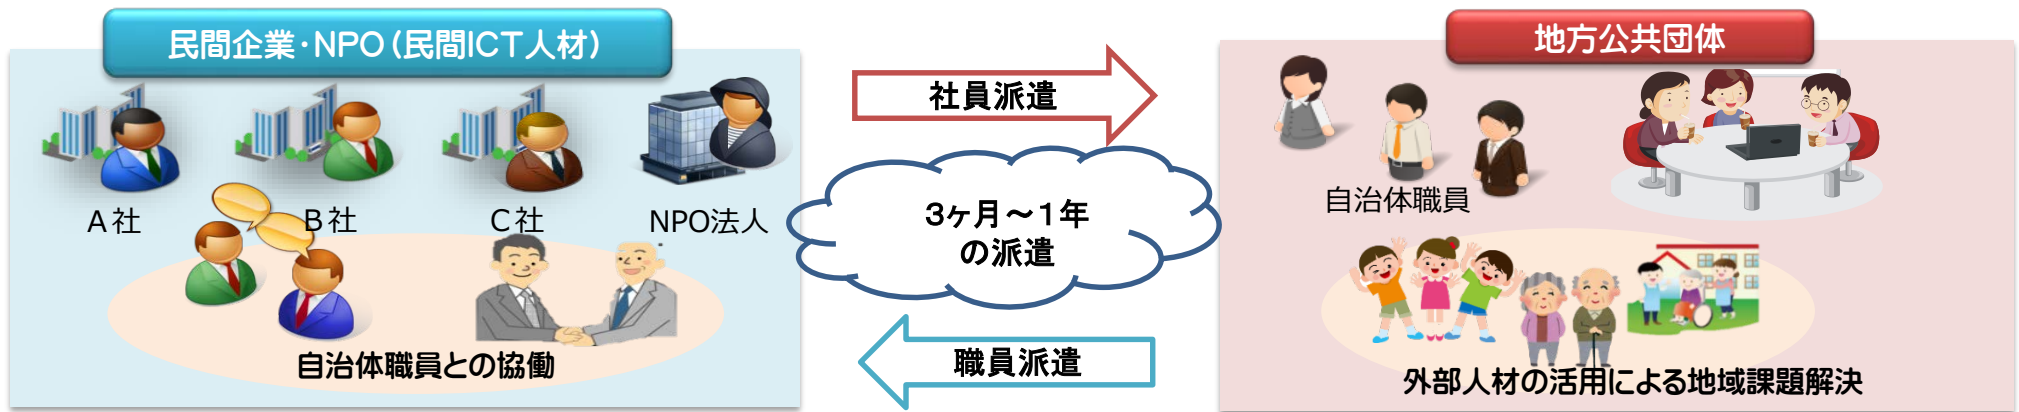 民間企業・NPO（民間ICT人材）
A社
B社
C社
NPO法人
自治体職員との協働
社員派遣
3ヶ月～1年
の派遣
職員派遣
地方公共団体
自治体職員
外部人材の活用による地域課題解決